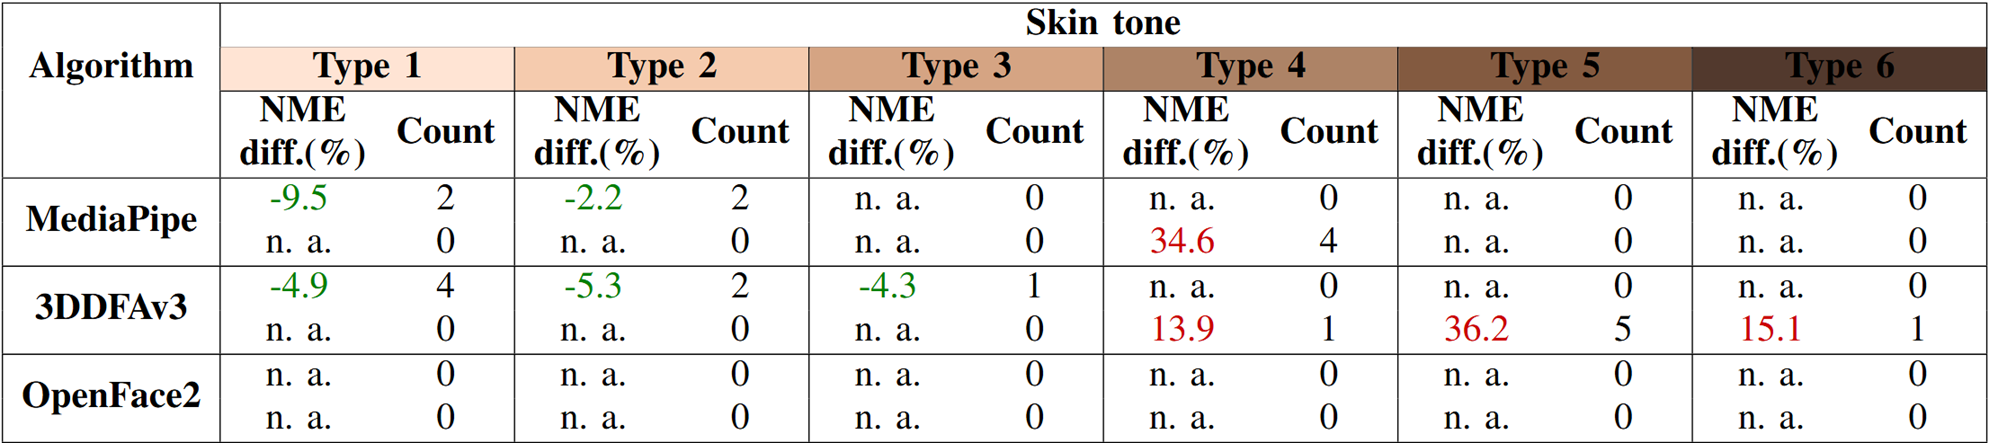 Skin tone
Algorithm Type 1 Type 2 Type 3 Type 4 Type 5 Type 6
NME diff.(%) Count NME diff.(%) Count NME diff.(%) Count NME diff.(%) Count NME diff.(%) Count NME diff.(%) Count
MediaPipe
-9.5 2 -2.2 2 n. a. 0 n. a. 0 n. a. 0 n. a. 0
n. a. 0 n. a. 0 n. a. 0 34.6 4 n. a. 0 n. a. 0
3DDFAv3
-4.9 4 -5.3 2 -4.3 1 n. a. 0 n. a. 0 n. a. 0
n. a. 0 n. a. 0 n. a. 0 13.9 1 36.2 5 15.1 1
OpenFace2
n. a. 0 n. a. 0 n. a. 0 n. a. 0 n. a. 0 n. a. 0
n. a. 0 n. a. 0 n. a. 0 n. a. 0 n. a. 0 n. a. 0